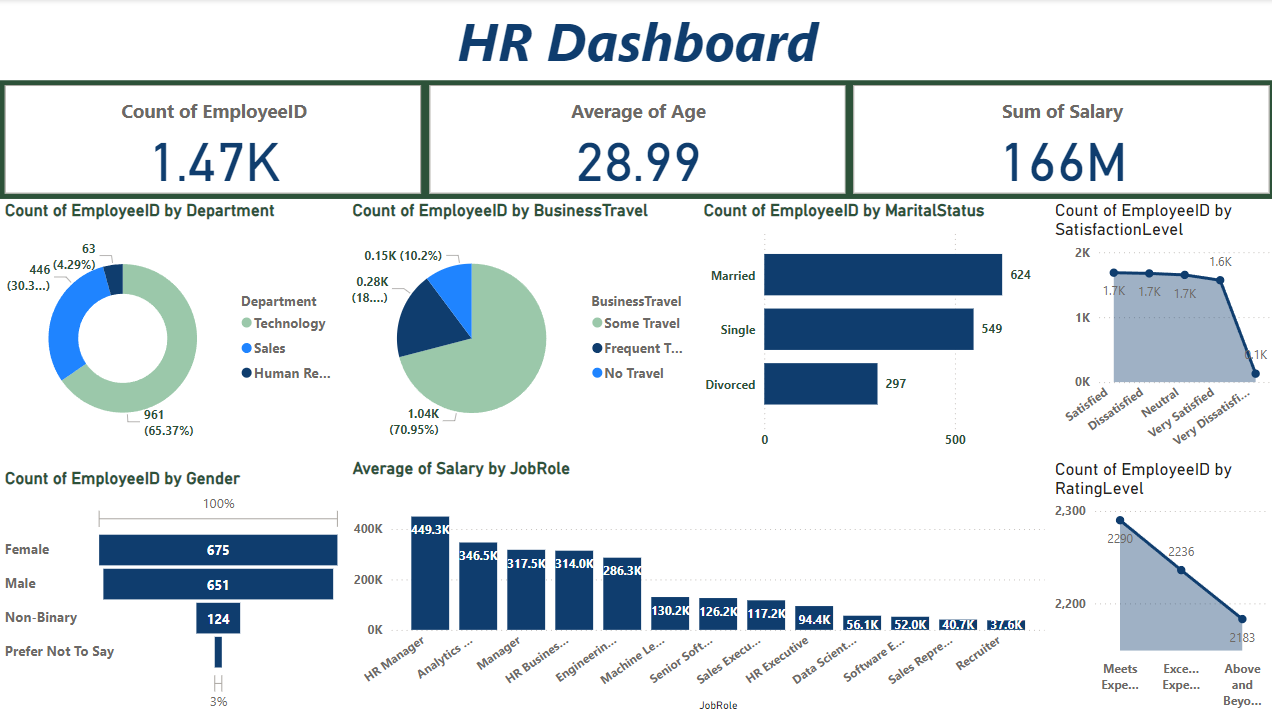 HR Dashboard
Count of EmployeeID
1.47K
Average of Age
28.99
Sum of Salary
166M
Count of EmployeeID by Department
63
(4.29%)
446
(30.3...)
961
(65.37%)
Department
Technology
Sales
Human Re...
Count of EmployeeID by BusinessTravel
0.15K (10.2%)
0.28K
(18....)
1.04K
(70.95%)
BusinessTravel
Some Travel
Frequent T...
No Travel
Count of EmployeeID by MaritalStatus
Married
624
Single
549
Divorced
297
0
500
Count of EmployeeID by
SatisfactionLevel
2K
1K
0K
1.7K
1.7K
1.7K
1.6K
0.1K
Satisfied
Dissatisfied
Neutral
Very Satisfied
Very Dissatisfi...
Count of EmployeeID by Gender
100%
Female
675
Male
651
Non-Binary
124
Prefer Not To Say
3%
Average of Salary by JobRole
400K
200K
0K
449.3K
346.5K
317.5K
314.0K
286.3K
130.2K
126.2K
117.2K
94.4K
56.1K
52.0K
40.7K
37.6K
HR Manager
Analytics ...
Manager
HR Busines...
Engineerin...
Machine Le...
Senior Soft...
Sales Execu...
HR Executive
Data Scient...
Software E...
Sales Repre...
Recruiter
JobRole
Count of EmployeeID by
RatingLevel
2,300
2,200
2290
2236
2183
Meets
Expe...
Exce...
Expe...
Above
and
Beyo...